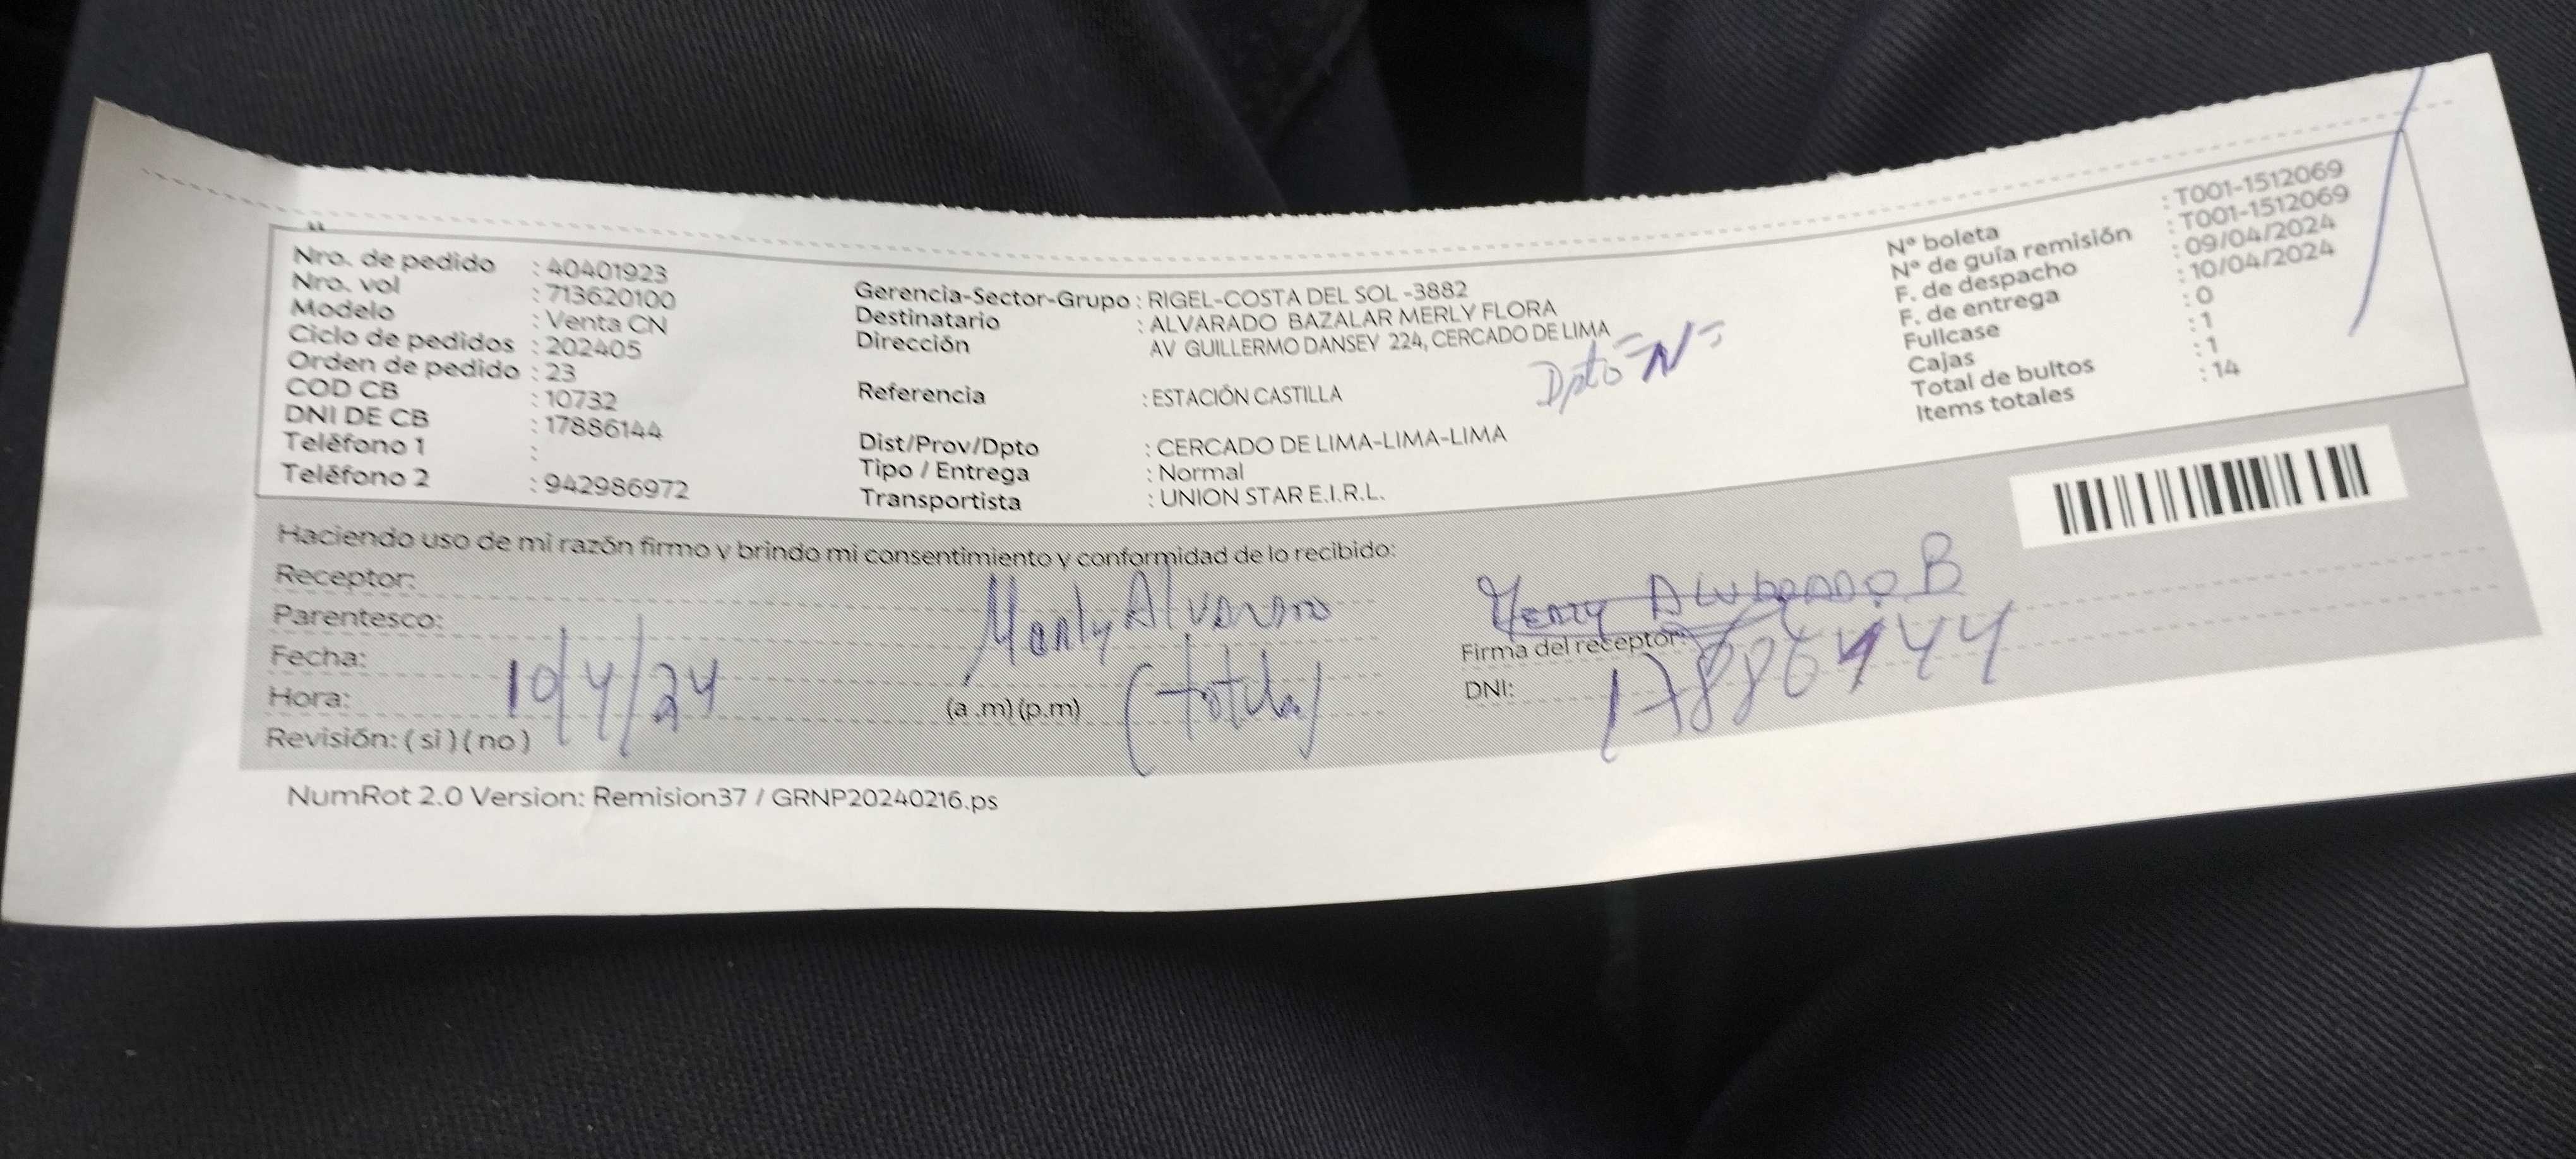 Nro. de pedido : 40401923
Nro. vol : 713620100
Modelo : Venta CN
Ciclo de pedidos : 202405
Orden de pedido : 23
COD CB : 10732
DNI DE CB : 17886144
Teléfono 1 :
Teléfono 2 : 942986972
Gerencia-Sector-Grupo : RIGEL-COSTA DEL SOL -3882
Destinatario : ALVARADO BAZALAR MERLY FLORA
Dirección AV GUILLERMO DANSEY 224, CERCADO DE LIMA
Dpto "N"
Referencia : ESTACIÓN CASTILLA
Dist/Prov/Dpto : CERCADO DE LIMA-LIMA-LIMA
Tipo / Entrega : Normal
Transportista : UNION STAR E.I.R.L.
N° boleta : T001-1512069
N° de guía remisión : T001-1512069
F. de despacho : 09/04/2024
F. de entrega : 10/04/2024
Fullcase : 0
Cajas : 1
Total de bultos : 1
Items totales : 14
Haciendo uso de mi razón firmo y brindo mi consentimiento y conformidad de lo recibido:
Receptor:
Parentesco: Merly Alvarado
Fecha: 10/4/24
Hora: (a .m) (p.m)
Revisión: ( si ) ( no )
Merly Alvarado B
Firma del receptor:
DNI: 17886144
NumRot 2.0 Version: Remision37 / GRNP20240216.ps